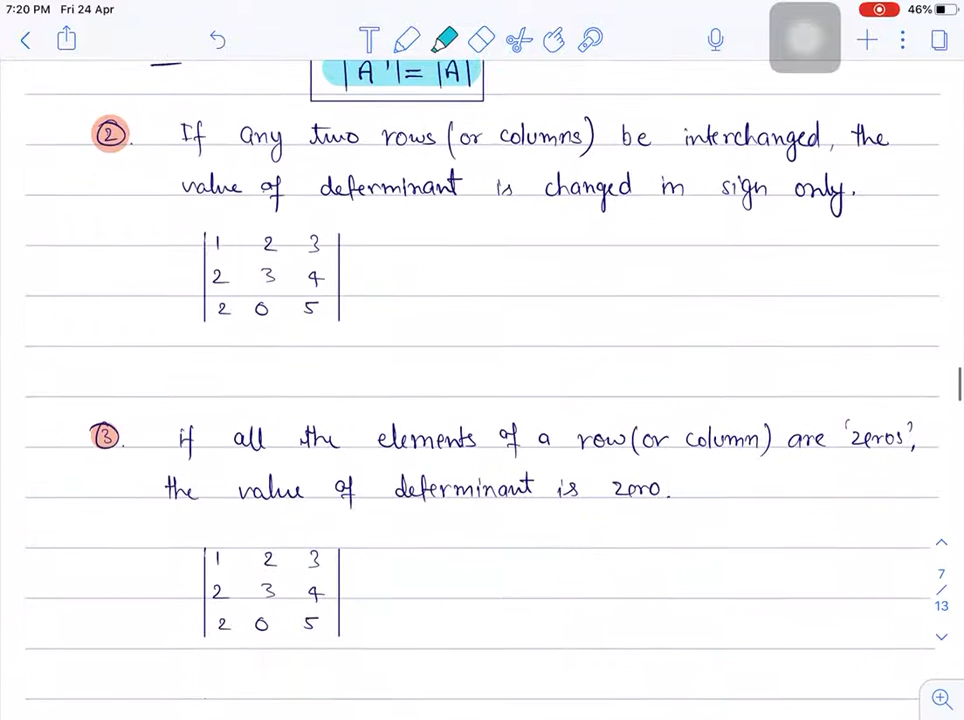 7:20 PM Fri 24 Apr
46%
|A'| = |A|
2. If any two rows (or columns) be interchanged, the
value of determinant is changed in sign only.
1 2 3
2 3 4
2 0 5
3. if all the elements of a row (or column) are 'zeros',
the value of determinant is zero.
1 2 3
2 3 4
2 0 5
7
/
13